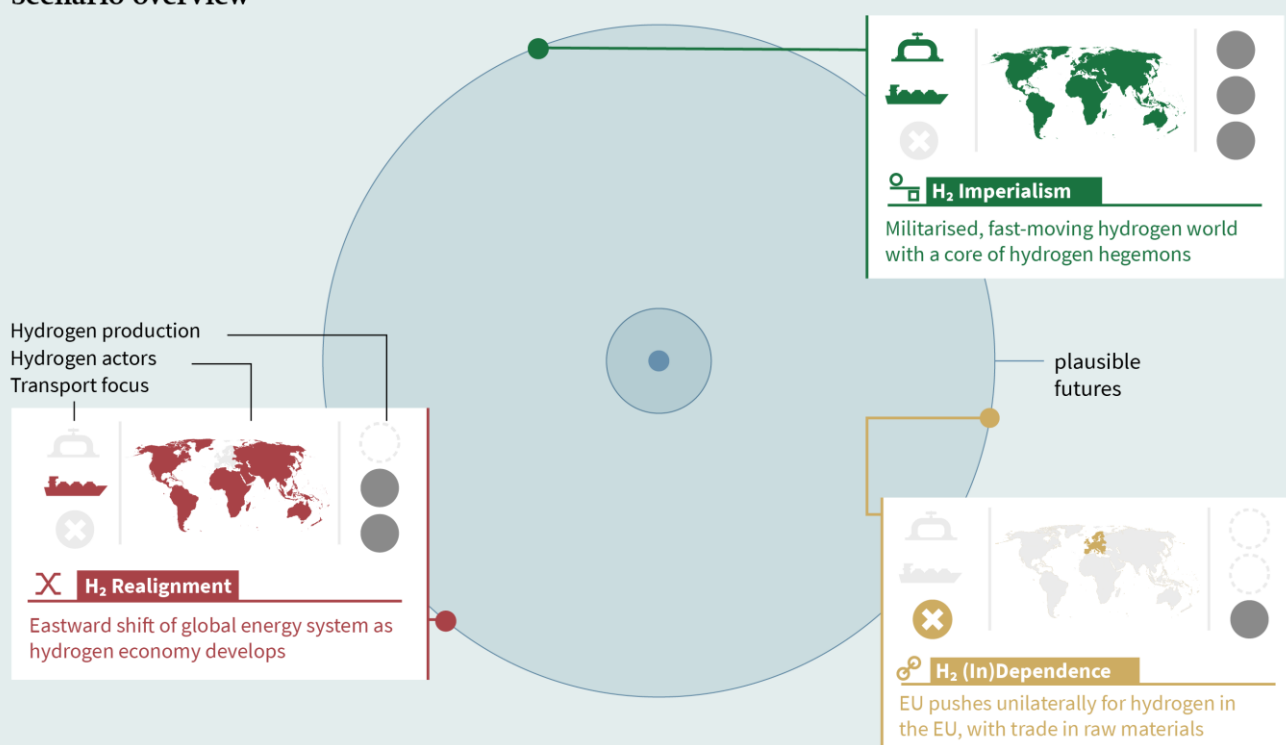 Scenario overview
H₂ Imperialism
Militarised, fast-moving hydrogen world
with a core of hydrogen hegemons
Hydrogen production
Hydrogen actors
Transport focus
plausible
futures
H₂ Realignment
Eastward shift of global energy system as
hydrogen economy develops
H₂ (In)Dependence
EU pushes unilaterally for hydrogen in
the EU, with trade in raw materials